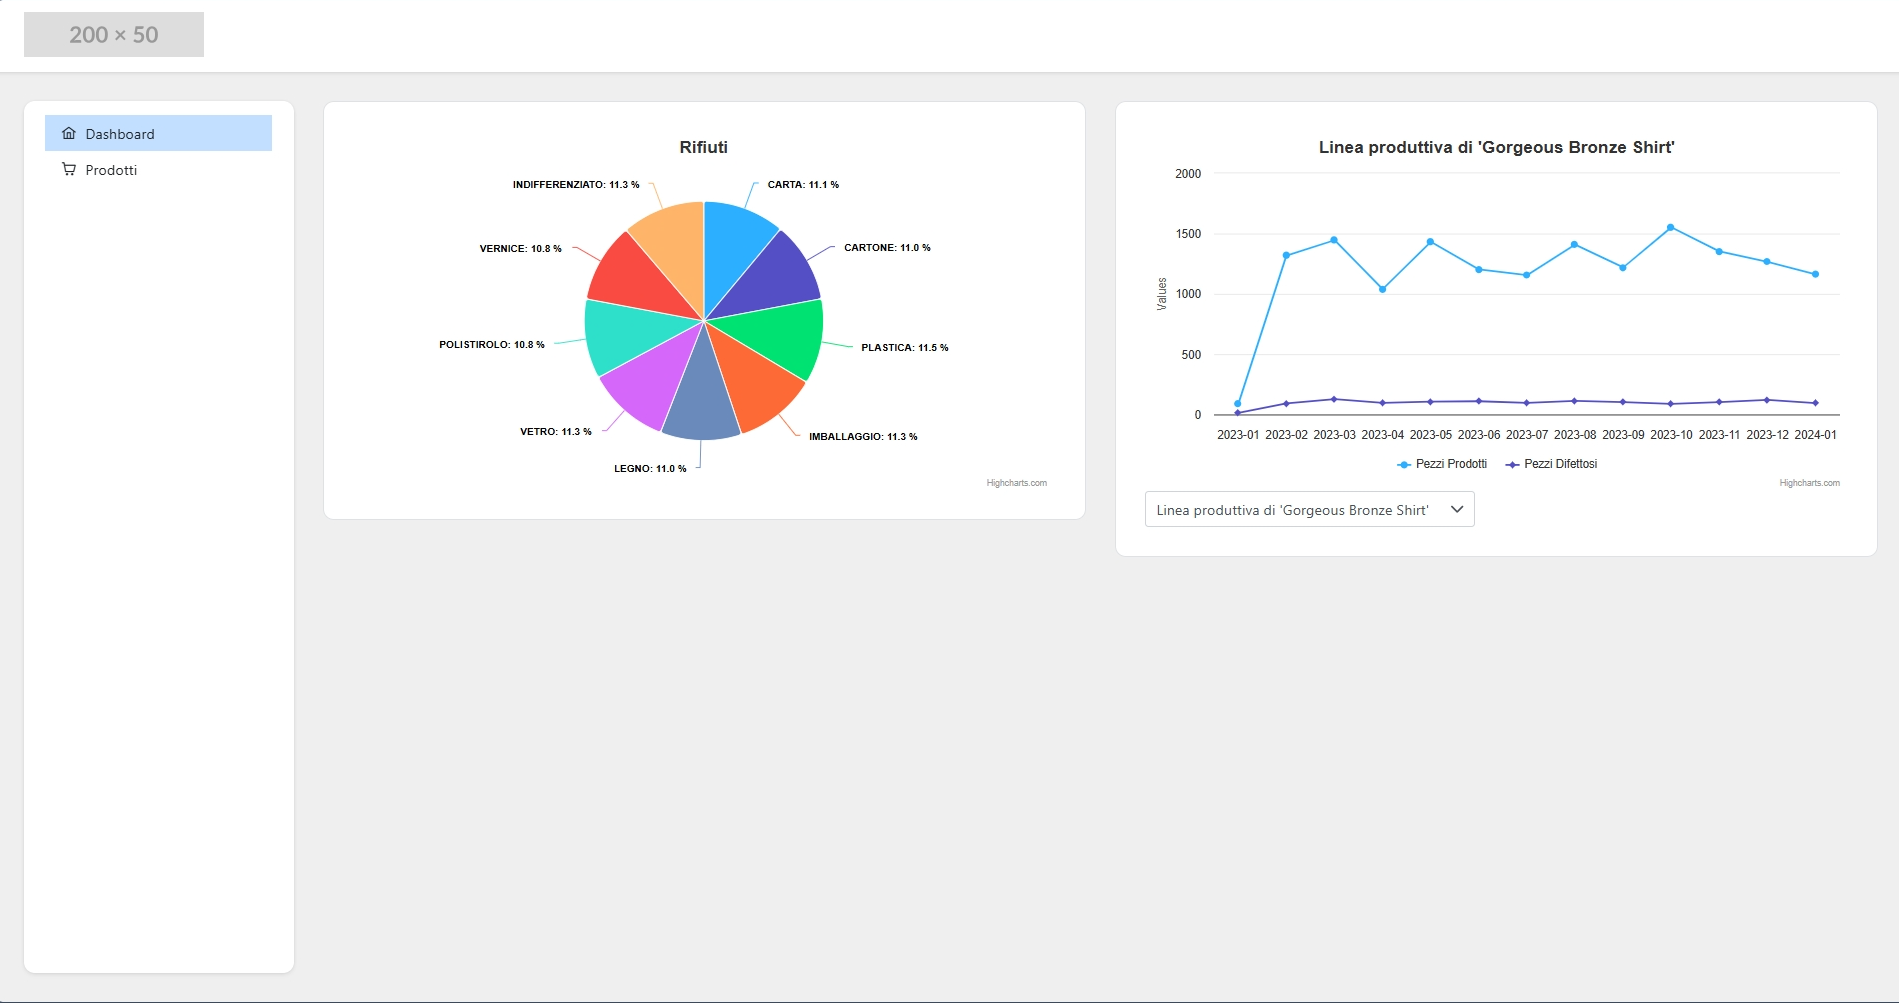 200 × 50
Dashboard
Prodotti
Rifiuti
INDIFFERENZIATO: 11.3 %
CARTA: 11.1 %
VERNICE: 10.8 %
CARTONE: 11.0 %
POLISTIROLO: 10.8 %
PLASTICA: 11.5 %
VETRO: 11.3 %
IMBALLAGGIO: 11.3 %
LEGNO: 11.0 %
Highcharts.com
Linea produttiva di 'Gorgeous Bronze Shirt'
Values
2000
1500
1000
500
0
2023-01 2023-02 2023-03 2023-04 2023-05 2023-06 2023-07 2023-08 2023-09 2023-10 2023-11 2023-12 2024-01
Pezzi Prodotti Pezzi Difettosi
Highcharts.com
Linea produttiva di 'Gorgeous Bronze Shirt'